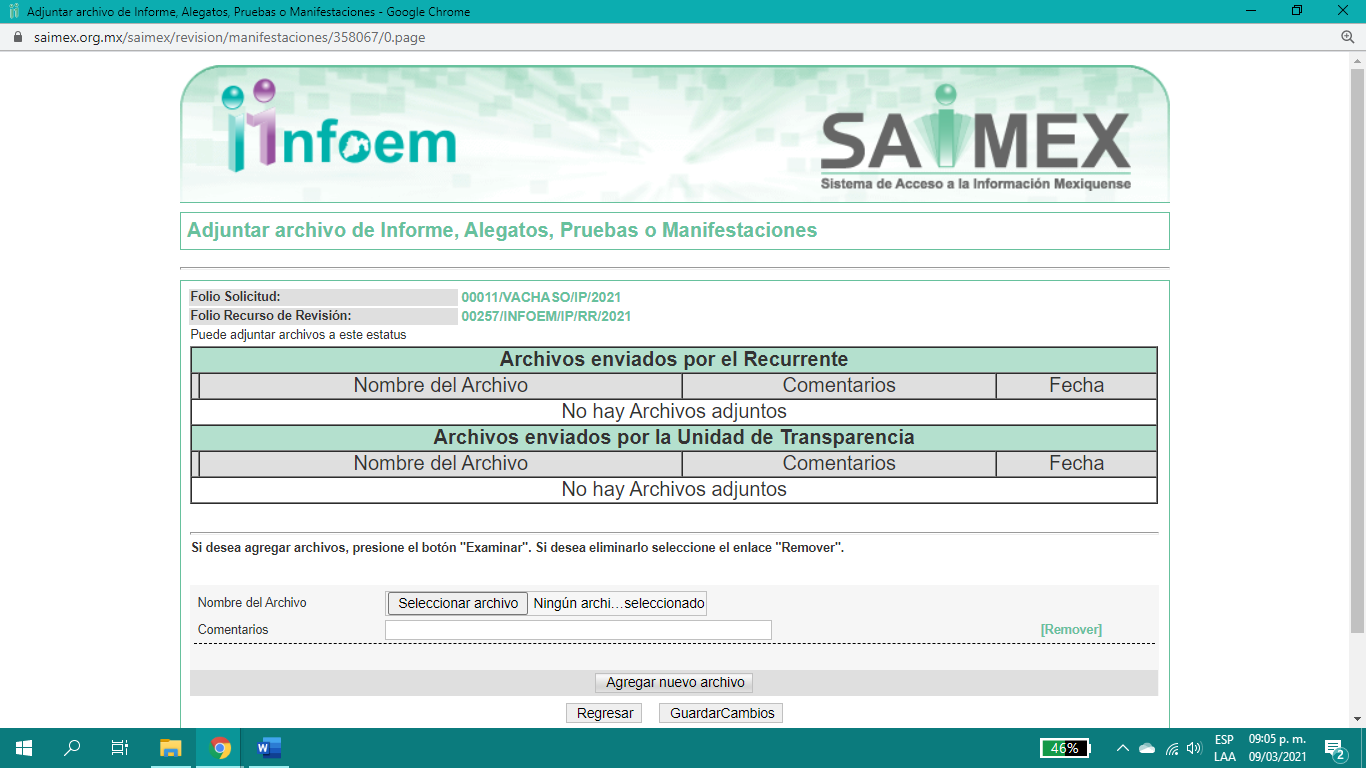 Adjuntar archivo de Informe, Alegatos, Pruebas o Manifestaciones - Google Chrome
saimex.org.mx/saimex/revision/manifestaciones/358067/0.page
infoem
SAIMEX
Sistema de Acceso a la Información Mexiquense
Adjuntar archivo de Informe, Alegatos, Pruebas o Manifestaciones
Folio Solicitud: 00011/VACHASO/IP/2021
Folio Recurso de Revisión: 00257/INFOEM/IP/RR/2021
Puede adjuntar archivos a este estatus
Archivos enviados por el Recurrente
Nombre del Archivo Comentarios Fecha
No hay Archivos adjuntos
Archivos enviados por la Unidad de Transparencia
Nombre del Archivo Comentarios Fecha
No hay Archivos adjuntos
Si desea agregar archivos, presione el botón "Examinar". Si desea eliminarlo seleccione el enlace "Remover".
Nombre del Archivo Seleccionar archivo Ningún archi...seleccionado
Comentarios [Remover]
Agregar nuevo archivo
Regresar GuardarCambios
46% ESP 09:05 p. m.
LAA 09/03/2021 2